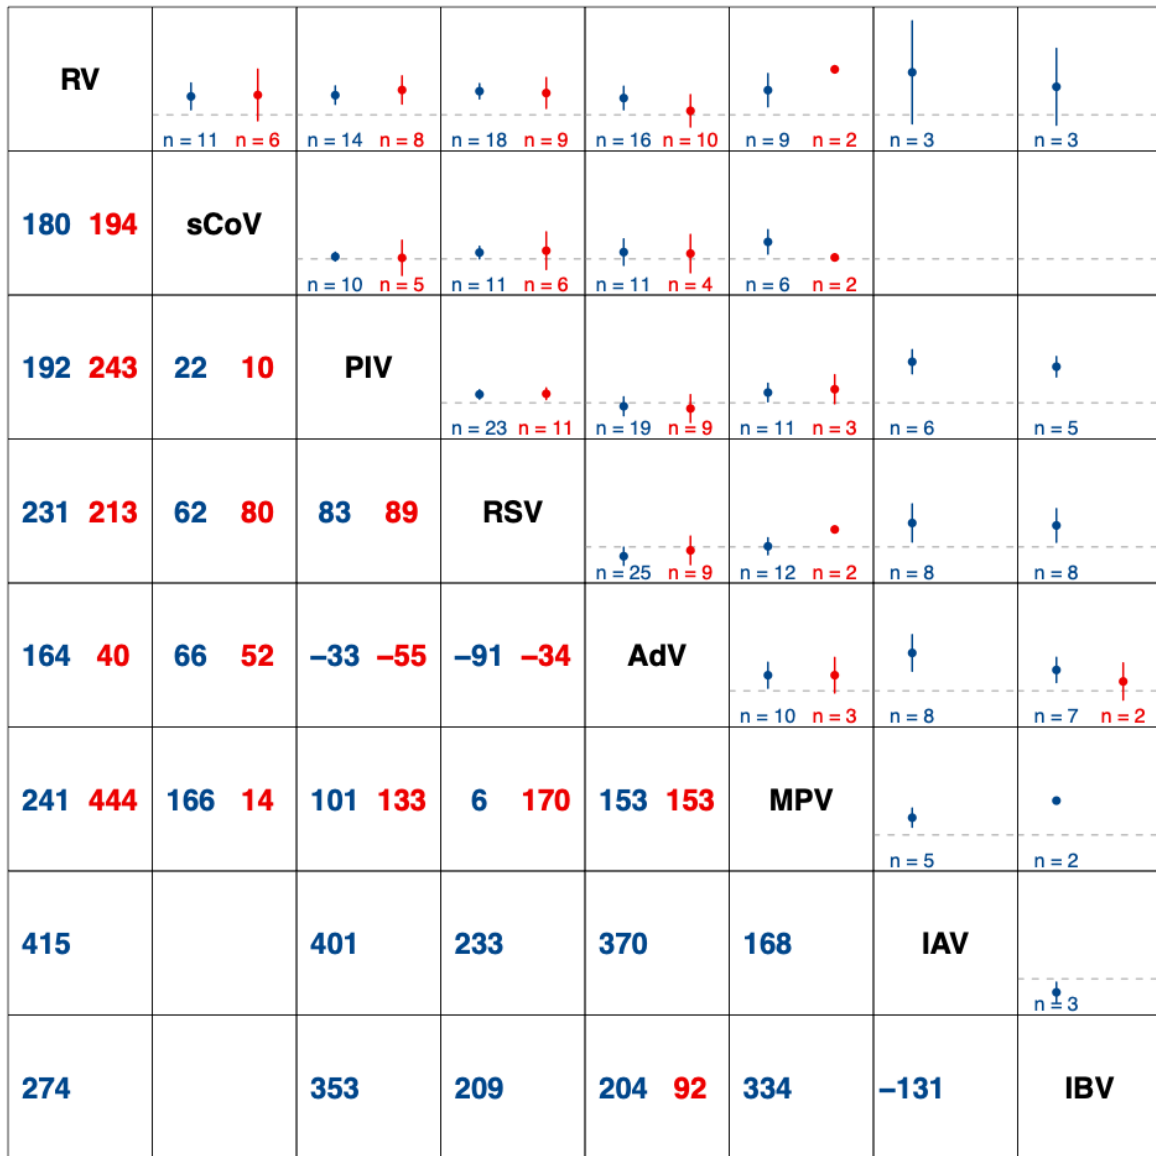 RV
n = 11 n = 6 n = 14 n = 8 n = 18 n = 9 n = 16 n = 10 n = 9 n = 2 n = 3 n = 3
180 194 sCoV
n = 10 n = 5 n = 11 n = 6 n = 11 n = 4 n = 6 n = 2
192 243 22 10 PIV
n = 23 n = 11 n = 19 n = 9 n = 11 n = 3 n = 6 n = 5
231 213 62 80 83 89 RSV
n = 25 n = 9 n = 12 n = 2 n = 8 n = 8
164 40 66 52 −33 −55 −91 −34 AdV
n = 10 n = 3 n = 8 n = 7 n = 2
241 444 166 14 101 133 6 170 153 153 MPV
n = 5 n = 2
415 401 233 370 168 IAV
n = 3
274 353 209 204 92 334 −131 IBV